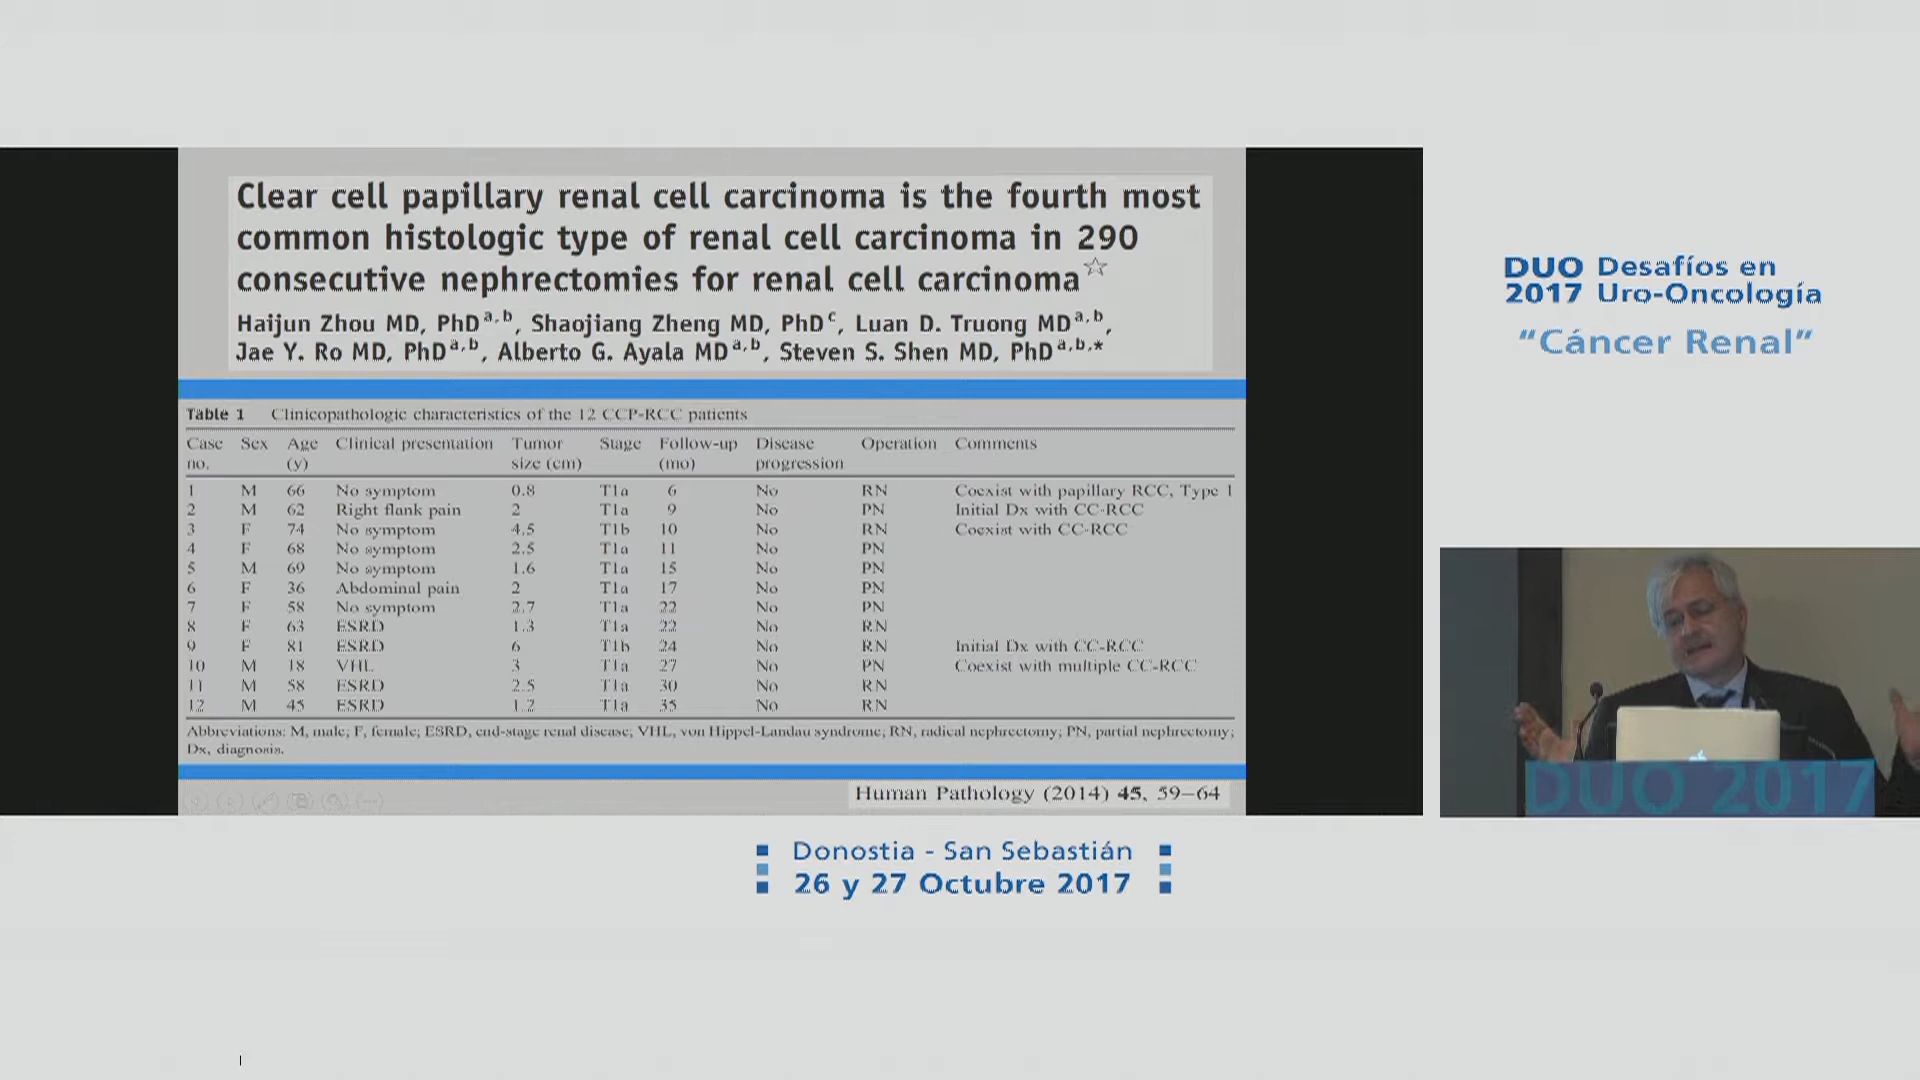 Clear cell papillary renal cell carcinoma is the fourth most
common histologic type of renal cell carcinoma in 290
consecutive nephrectomies for renal cell carcinoma☆
Haijun Zhou MD, PhD a,b, Shaojiang Zheng MD, PhD c, Luan D. Truong MD a,b,
Jae Y. Ro MD, PhD a,b, Alberto G. Ayala MD a,b, Steven S. Shen MD, PhD a,b,*
Table 1 Clinicopathologic characteristics of the 12 CCP-RCC patients
Case Sex Age Clinical presentation Tumor Stage Follow-up Disease Operation Comments
no. (y) size (cm) (mo) progression
1 M 66 No symptom 0.8 T1a 6 No RN Coexist with papillary RCC, Type 1
2 M 62 Right flank pain 2 T1a 9 No PN Initial Dx with CC-RCC
3 F 74 No symptom 4.5 T1b 10 No RN Coexist with CC-RCC
4 F 68 No symptom 2.5 T1a 11 No PN
5 M 69 No symptom 1.6 T1a 15 No PN
6 F 36 Abdominal pain 2 T1a 17 No PN
7 F 58 No symptom 2.7 T1a 22 No PN
8 F 63 ESRD 1.3 T1a 22 No RN
9 F 81 ESRD 6 T1b 24 No RN Initial Dx with CC-RCC
10 M 18 VHL 3 T1a 27 No PN Coexist with multiple CC-RCC
11 M 58 ESRD 2.5 T1a 30 No RN
12 M 45 ESRD 1.2 T1a 35 No RN
Abbreviations: M, male; F, female; ESRD, end-stage renal disease; VHL, von Hippel-Landau syndrome; RN, radical nephrectomy; PN, partial nephrectomy;
Dx, diagnosis.
Human Pathology (2014) 45, 59–64
DUO Desafíos en
2017 Uro-Oncología
“Cáncer Renal”
DUO 2017
Donostia - San Sebastián
26 y 27 Octubre 2017